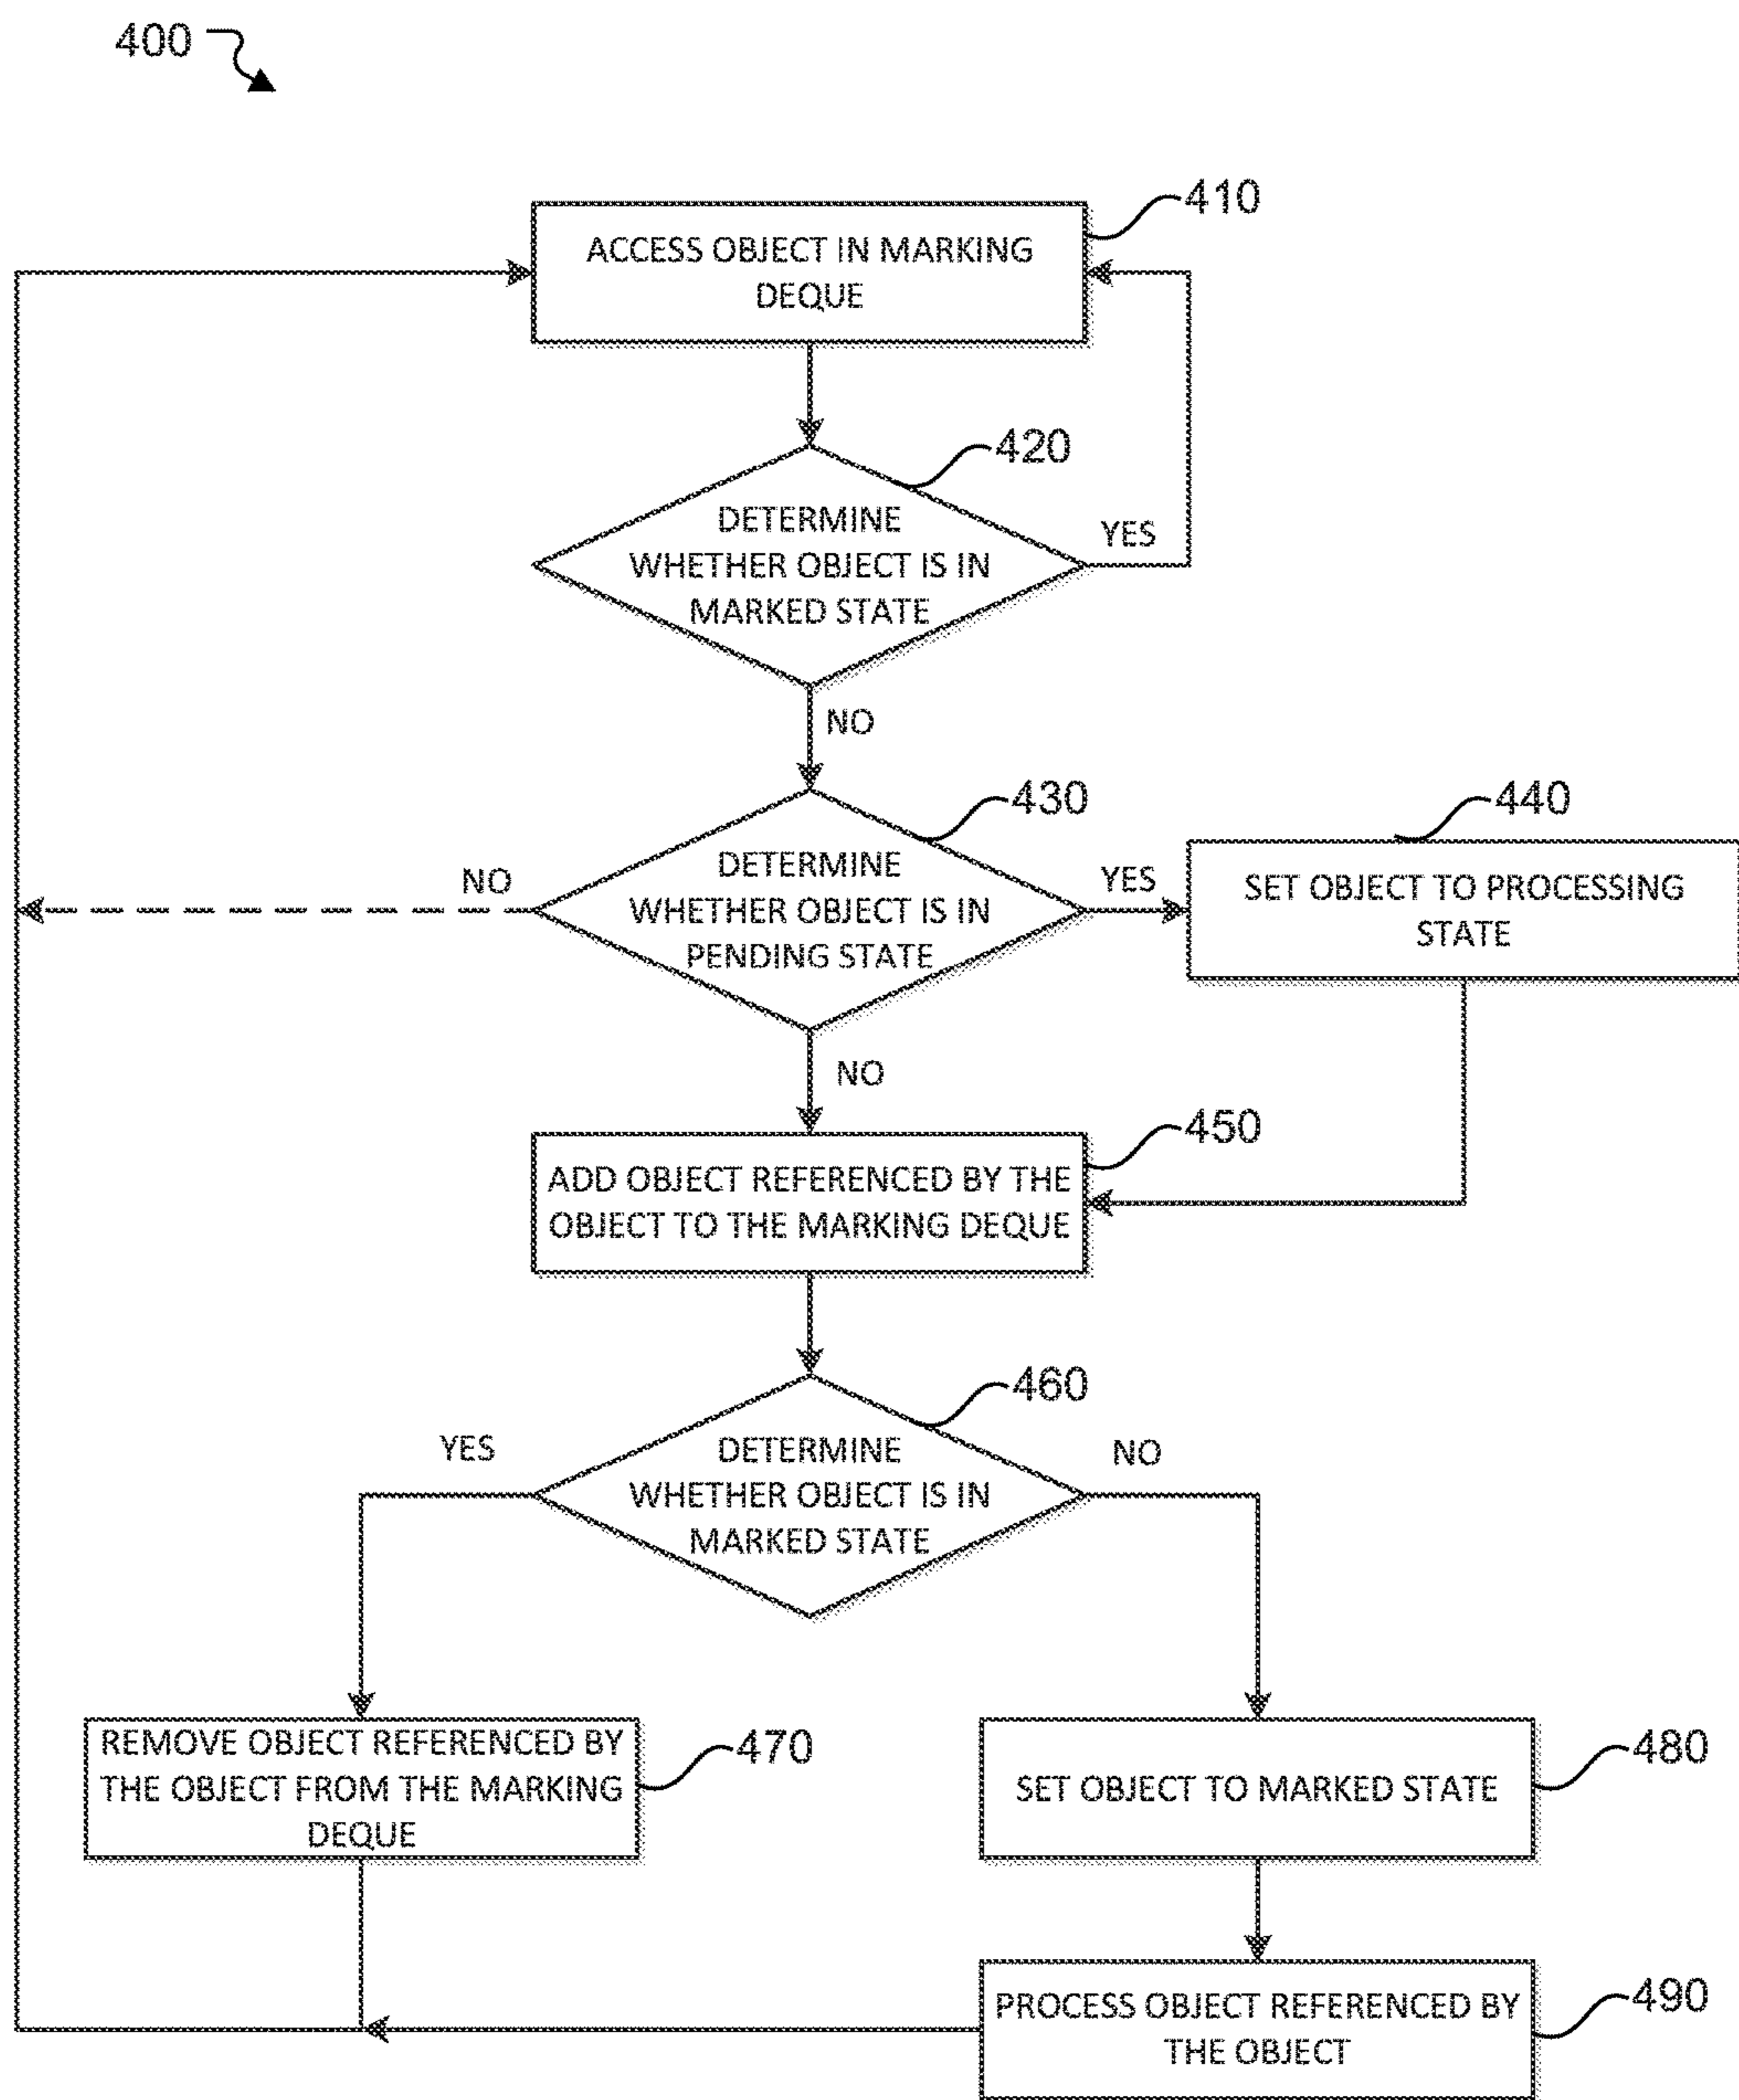 400
410
ACCESS OBJECT IN MARKING
DEQUE
420
DETERMINE
WHETHER OBJECT IS IN
MARKED STATE
YES
NO
430
440
DETERMINE
WHETHER OBJECT IS IN
PENDING STATE
NO
YES
SET OBJECT TO PROCESSING
STATE
NO
450
ADD OBJECT REFERENCED BY THE
OBJECT TO THE MARKING DEQUE
460
YES
DETERMINE
WHETHER OBJECT IS IN
MARKED STATE
NO
REMOVE OBJECT REFERENCED BY
THE OBJECT FROM THE MARKING
DEQUE
470
SET OBJECT TO MARKED STATE
480
PROCESS OBJECT REFERENCED BY
THE OBJECT
490